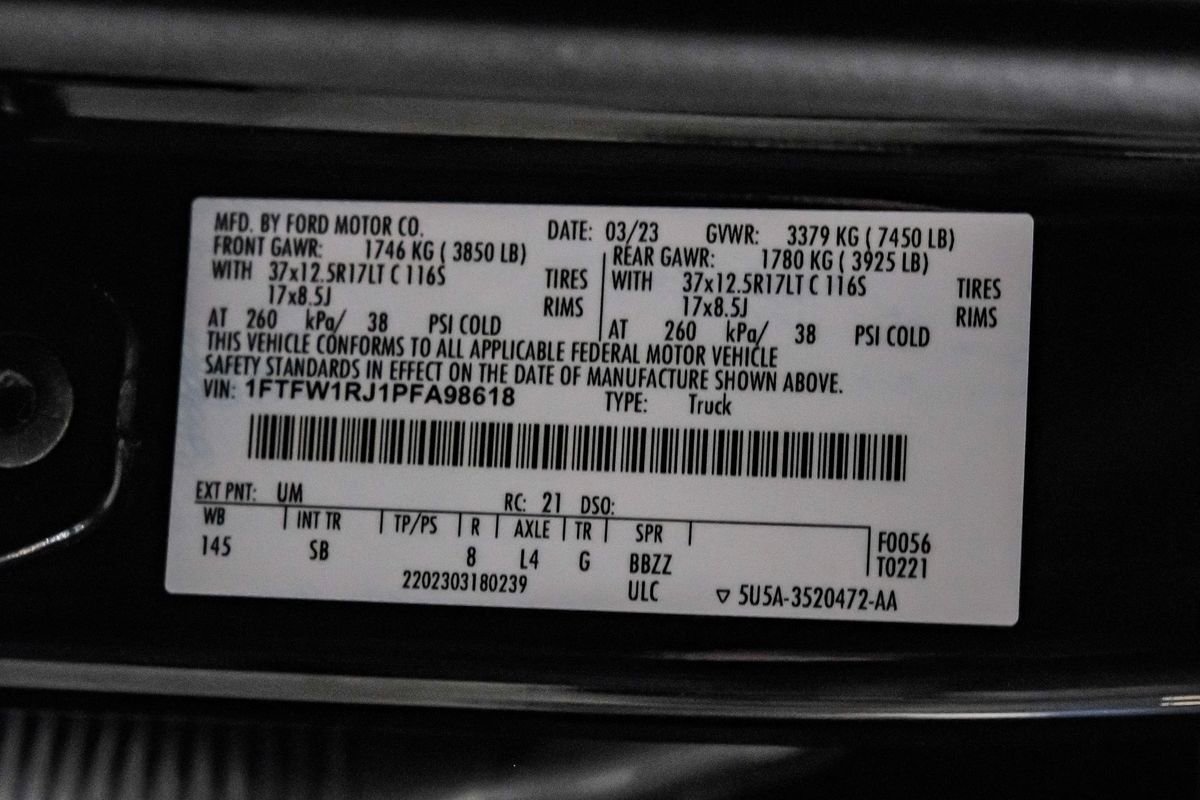 MFD. BY FORD MOTOR CO. DATE: 03/23 GVWR: 3379 KG ( 7450 LB)
FRONT GAWR: 1746 KG ( 3850 LB) REAR GAWR: 1780 KG ( 3925 LB)
WITH 37x12.5R17LT C 116S TIRES WITH 37x12.5R17LT C 116S TIRES
17x8.5J RIMS 17x8.5J RIMS
AT 260 kPa/ 38 PSI COLD AT 260 kPa/ 38 PSI COLD
THIS VEHICLE CONFORMS TO ALL APPLICABLE FEDERAL MOTOR VEHICLE
SAFETY STANDARDS IN EFFECT ON THE DATE OF MANUFACTURE SHOWN ABOVE.
VIN: 1FTFW1RJ1PFA98618 TYPE: Truck
EXT PNT: UM RC: 21 DSO:
WB INT TR TP/PS R AXLE TR SPR F0056
145 SB 8 L4 G BBZZ T0221
2202303180239 ULC ▽ 5U5A-3520472-AA